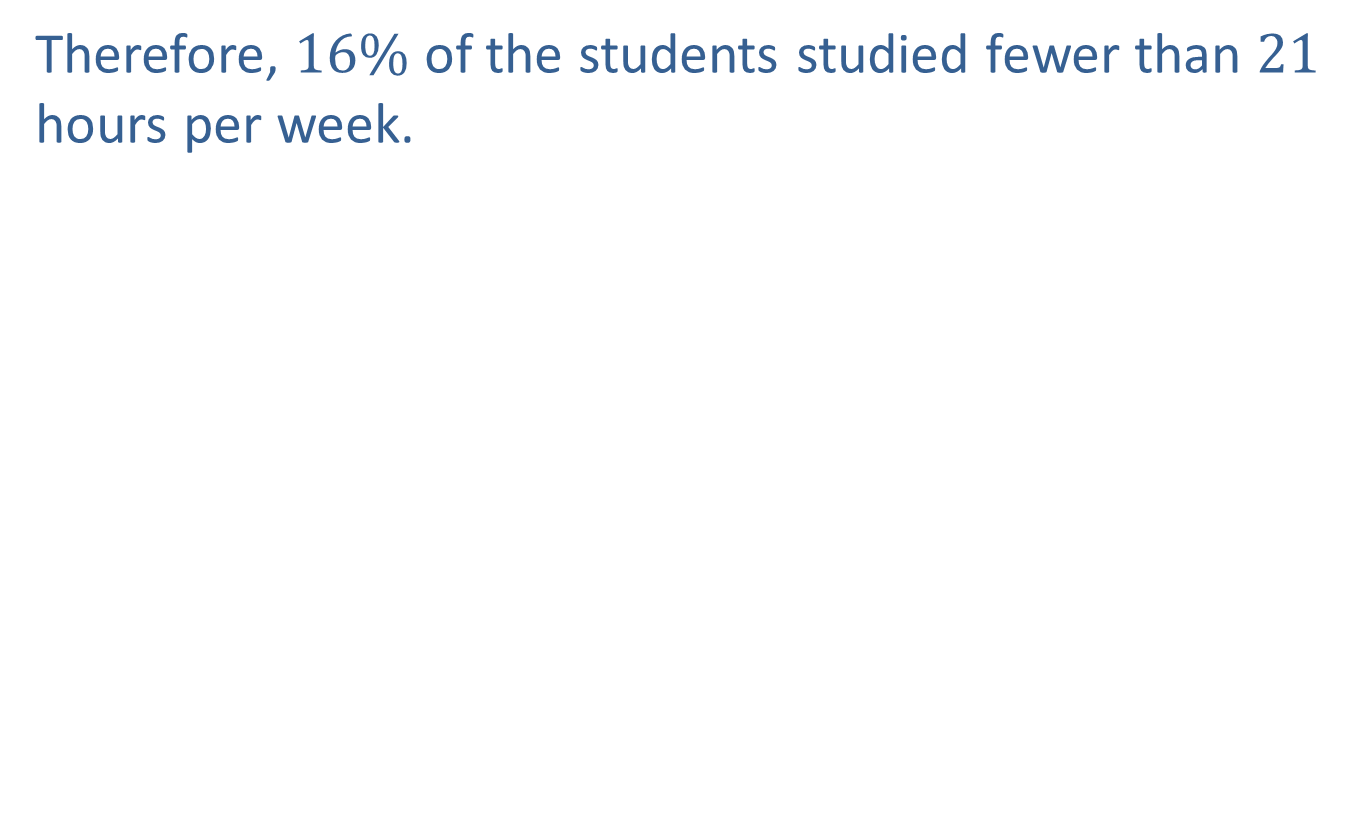 Therefore, 16% of the students studied fewer than 21
hours per week.